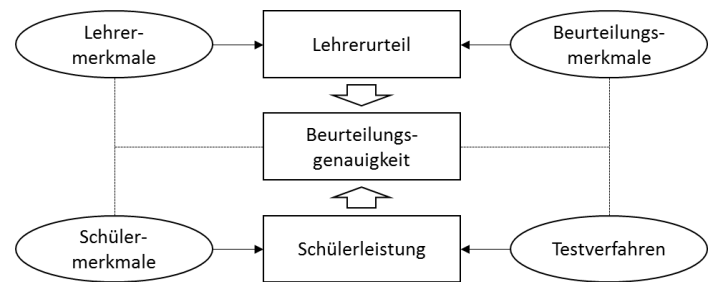 Lehrer-
merkmale
Lehrerurteil
Beurteilungs-
merkmale
Beurteilungs-
genauigkeit
Schüler-
merkmale
Schülerleistung
Testverfahren